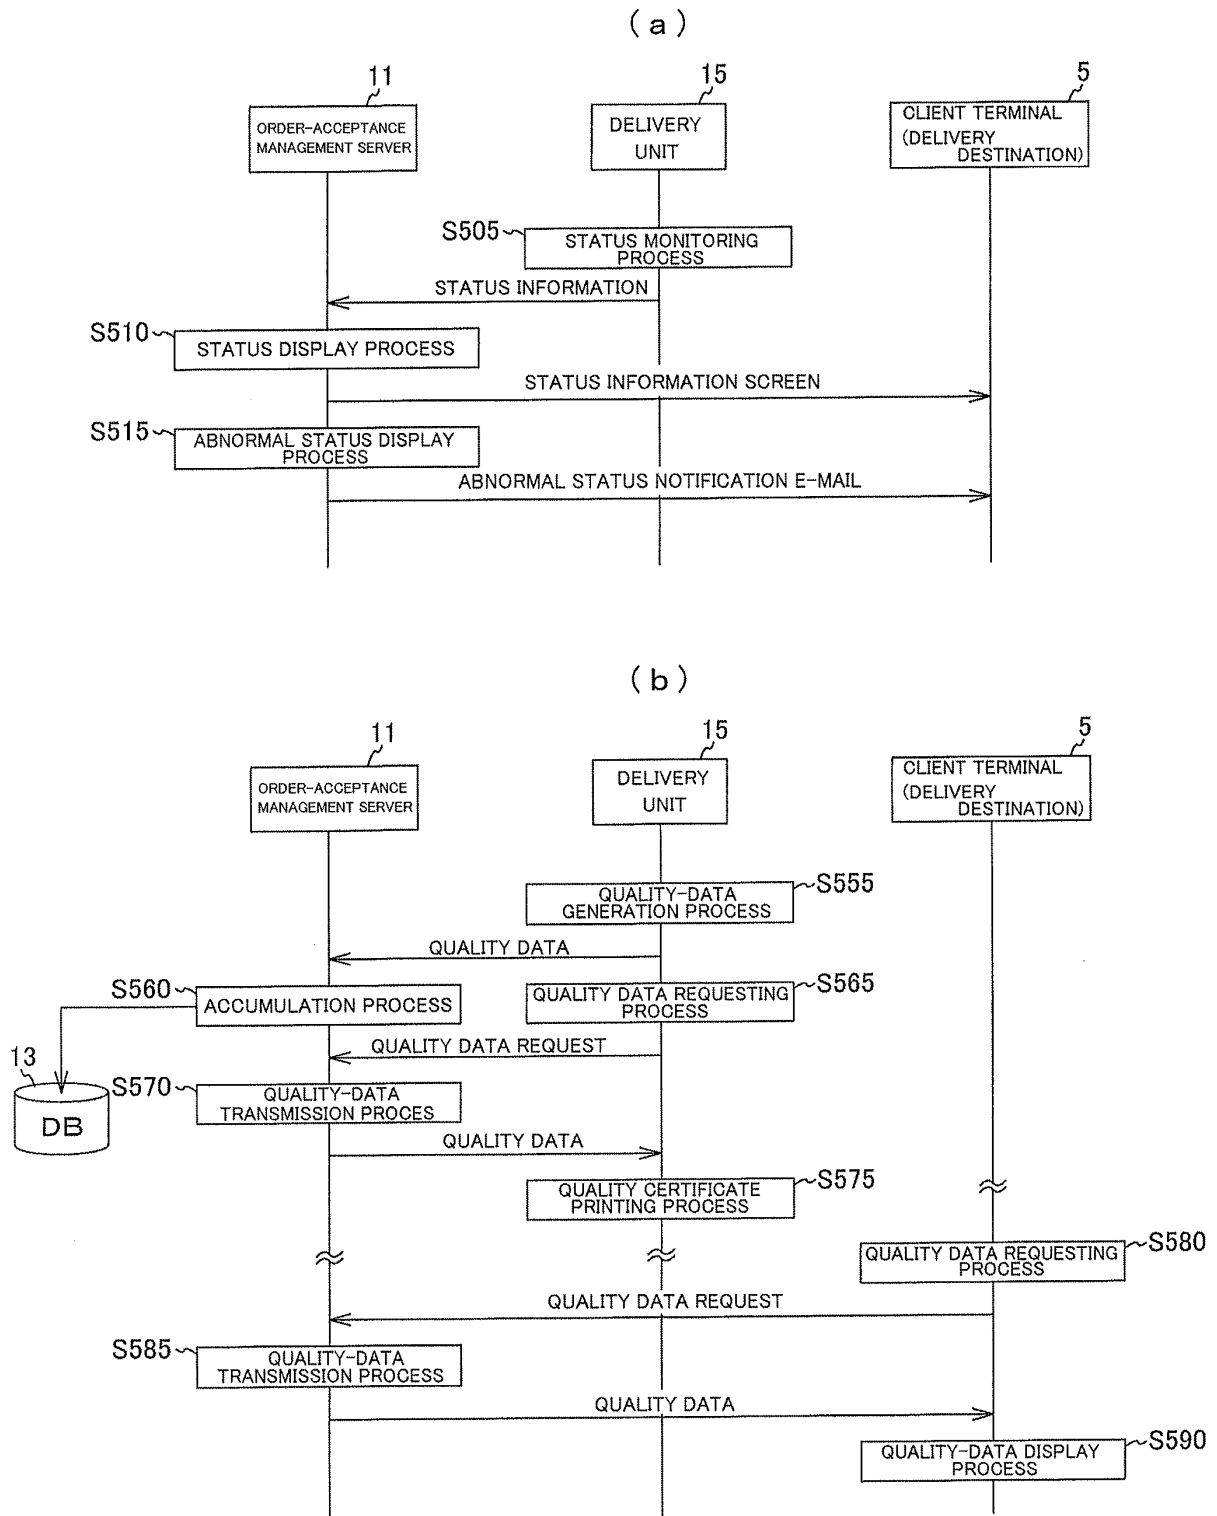 (a)
11
15
5
ORDER-ACCEPTANCE
MANAGEMENT SERVER
DELIVERY
UNIT
CLIENT TERMINAL
(DELIVERY
DESTINATION)
S505
STATUS MONITORING
PROCESS
STATUS INFORMATION
S510
STATUS DISPLAY PROCESS
STATUS INFORMATION SCREEN
S515
ABNORMAL STATUS DISPLAY
PROCESS
ABNORMAL STATUS NOTIFICATION E-MAIL
(b)
11
15
5
ORDER-ACCEPTANCE
MANAGEMENT SERVER
DELIVERY
UNIT
CLIENT TERMINAL
(DELIVERY
DESTINATION)
QUALITY-DATA
GENERATION PROCESS
S555
QUALITY DATA
S560
ACCUMULATION PROCESS
QUALITY DATA REQUESTING
PROCESS
S565
QUALITY DATA REQUEST
13
DB
S570
QUALITY-DATA
TRANSMISSION PROCES
QUALITY DATA
QUALITY CERTIFICATE
PRINTING PROCESS
S575
QUALITY DATA REQUESTING
PROCESS
S580
QUALITY DATA REQUEST
S585
QUALITY-DATA
TRANSMISSION PROCESS
QUALITY DATA
QUALITY-DATA DISPLAY
PROCESS
S590